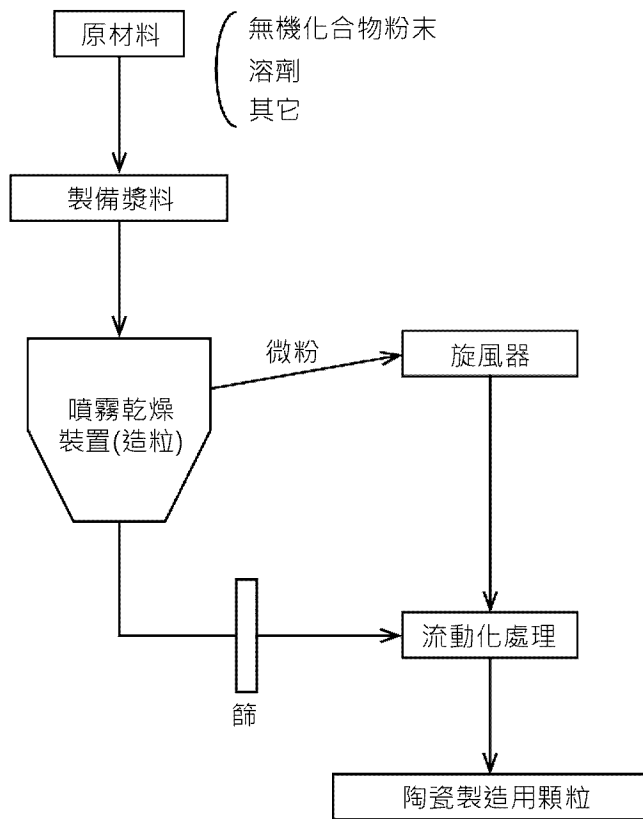 原材料
無機化合物粉末
溶劑
其它
製備漿料
微粉
旋風器
噴霧乾燥
裝置(造粒)
流動化處理
篩
陶瓷製造用顆粒